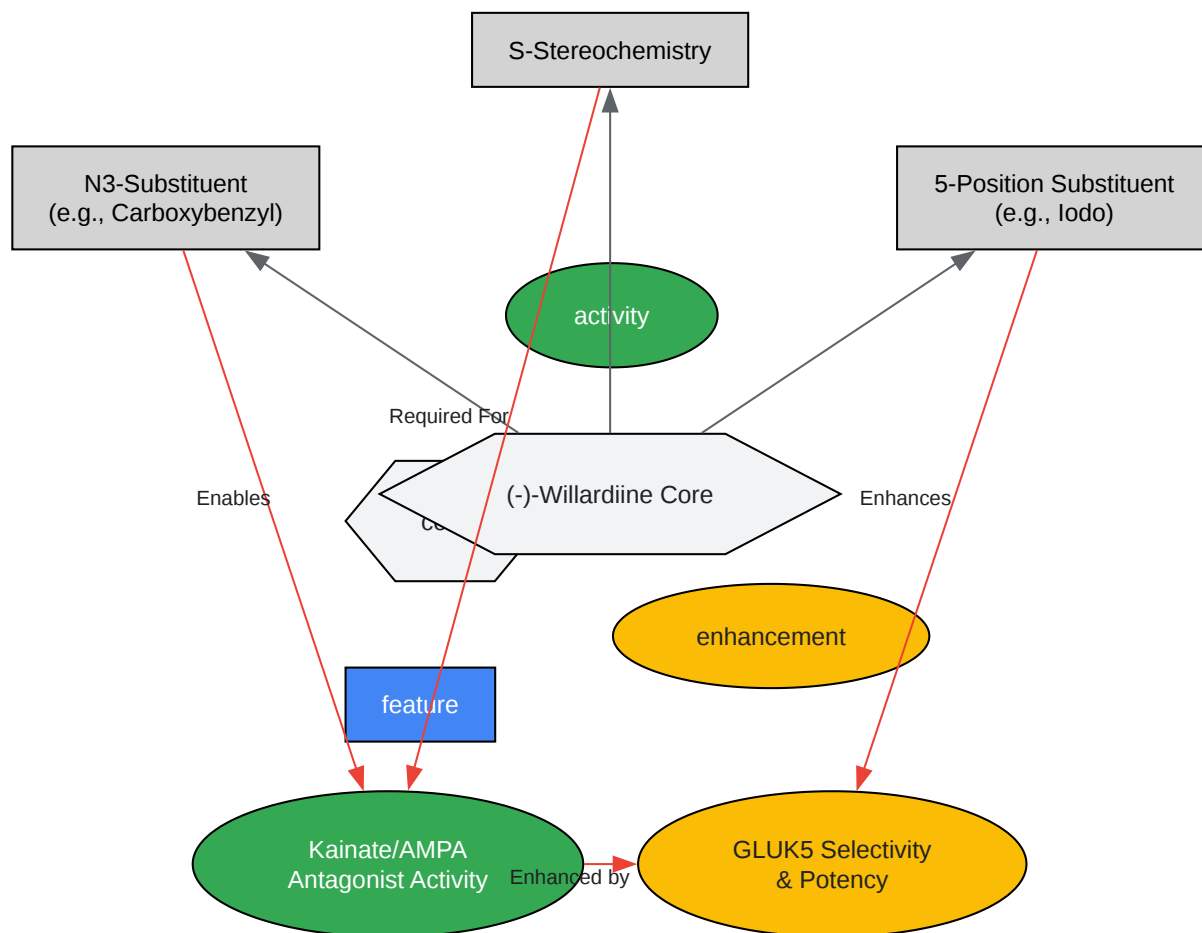 S-Stereochemistry
N3-Substituent
(e.g., Carboxybenzyl)
5-Position Substituent
(e.g., Iodo)
activity
Required For
(-)-Willardiine Core
Enables
Enhances
enhancement
feature
Kainate/AMPA
Antagonist Activity
Enhanced by
GLUK5 Selectivity
& Potency